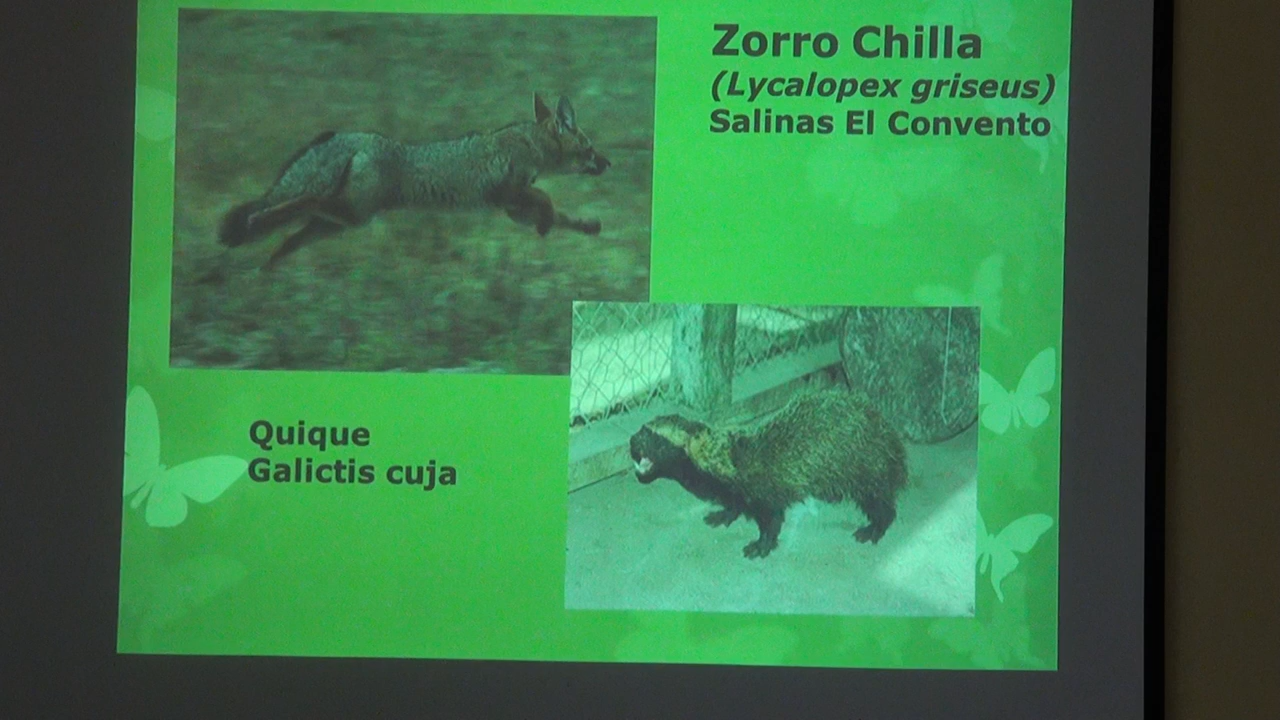 Zorro Chilla
(Lycalopex griseus)
Salinas El Convento
Quique
Galictis cuja